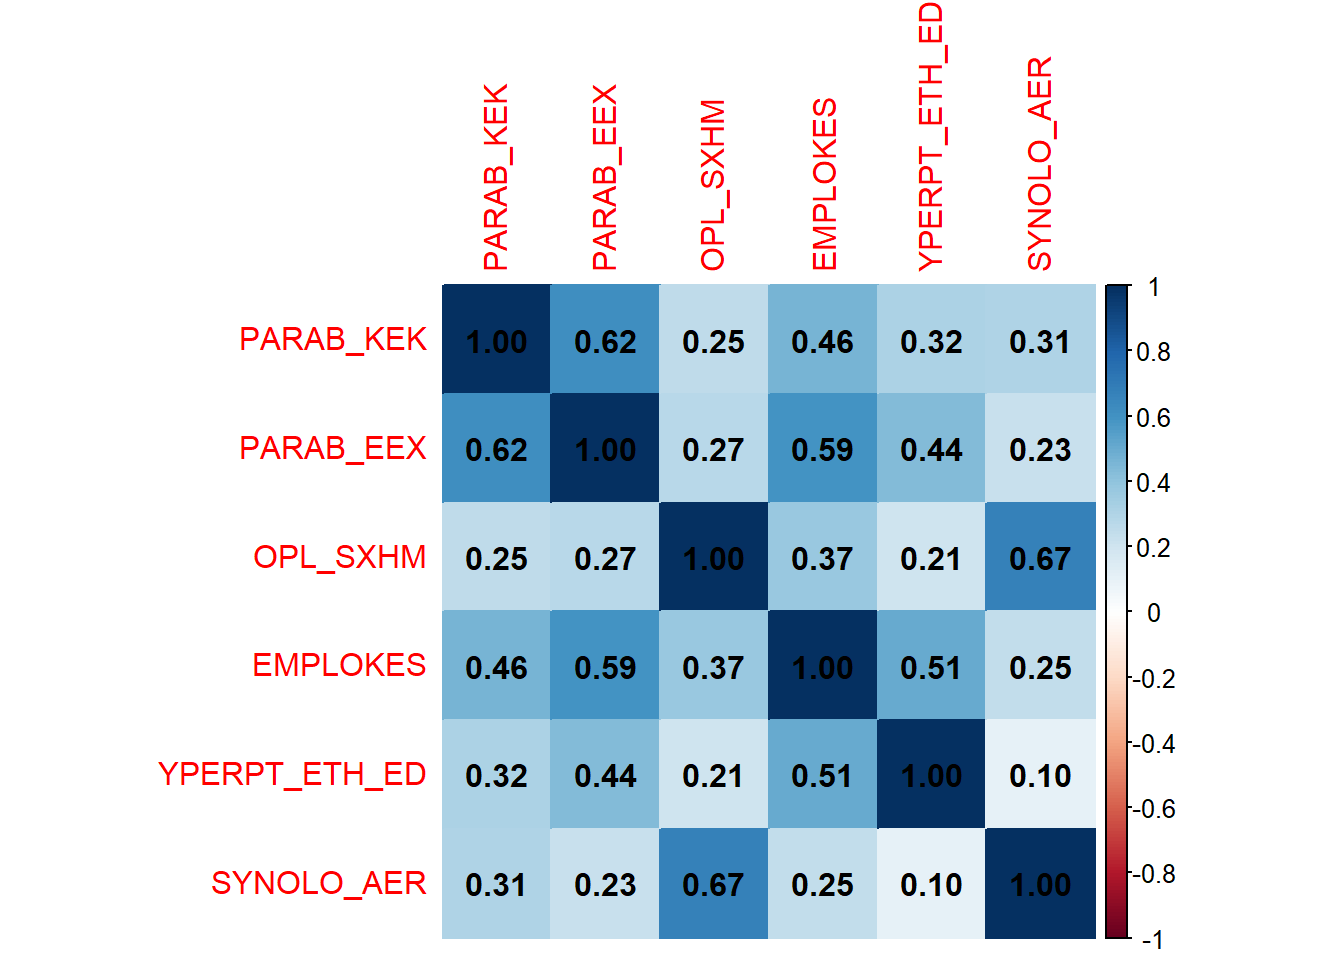 PARAB_KEK
PARAB_EEX
OPL_SXHM
EMPLOKES
YPERPT_ETH_ED
SYNOLO_AER
PARAB_KEK 1.00 0.62 0.25 0.46 0.32 0.31
PARAB_EEX 0.62 1.00 0.27 0.59 0.44 0.23
OPL_SXHM 0.25 0.27 1.00 0.37 0.21 0.67
EMPLOKES 0.46 0.59 0.37 1.00 0.51 0.25
YPERPT_ETH_ED 0.32 0.44 0.21 0.51 1.00 0.10
SYNOLO_AER 0.31 0.23 0.67 0.25 0.10 1.00
1
0.8
0.6
0.4
0.2
0
-0.2
-0.4
-0.6
-0.8
-1